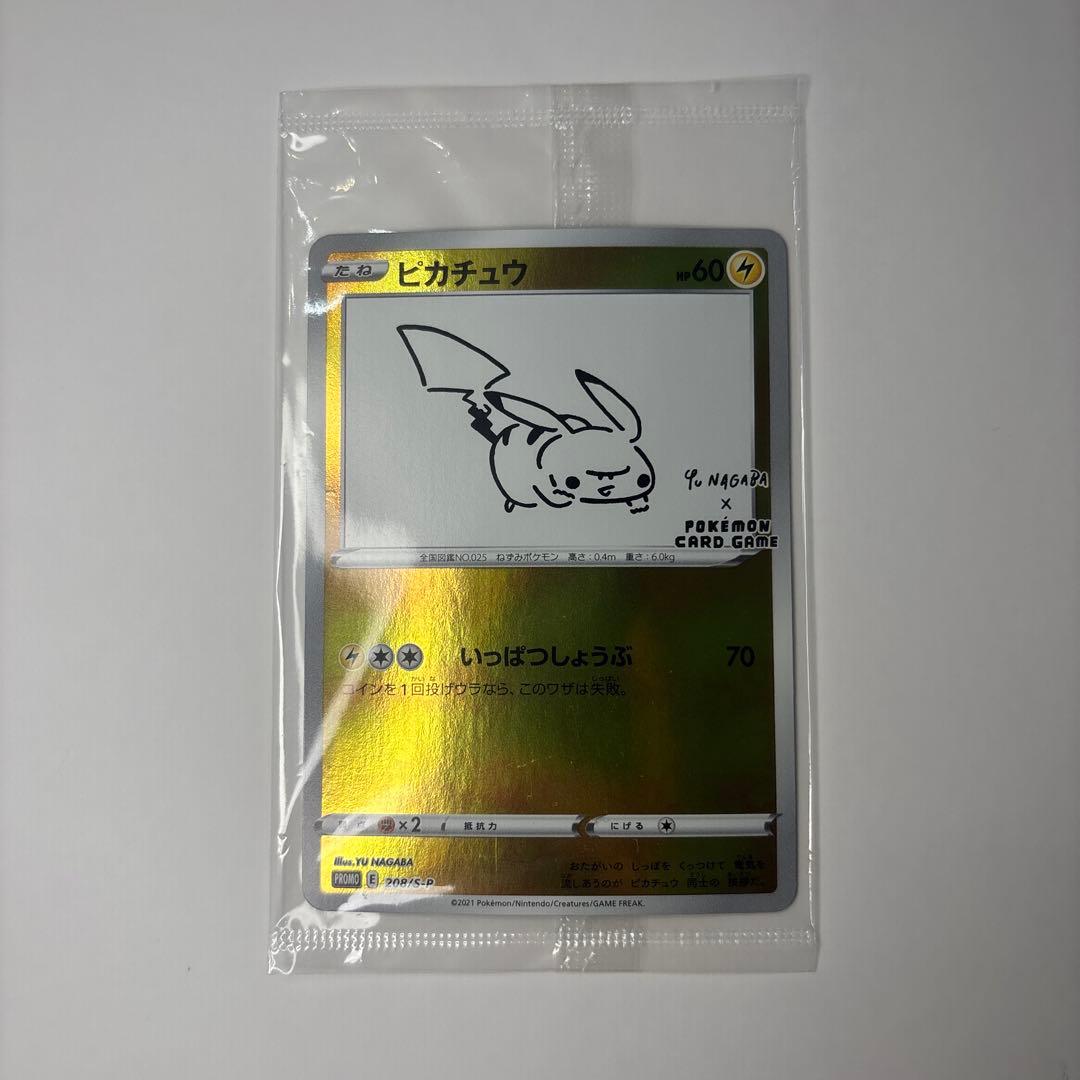 たね ピカチュウ HP60
Yu NAGABA
X
POKÉMON
CARD GAME
全国図鑑NO.025 ねずみポケモン 高さ:0.4m 重さ:6.0kg
いっぱつしょうぶ 70
コインを1回投げウラなら、このワザは失敗。
×2 抵抗力 にげる
Illus.YU NAGABA
おたがいの しっぽを くっつけて 電気を
PROMO E 208/S-P
流しあうのが ピカチュウ 同士の 挨拶だ。
©2021 Pokémon/Nintendo/Creatures/GAME FREAK.